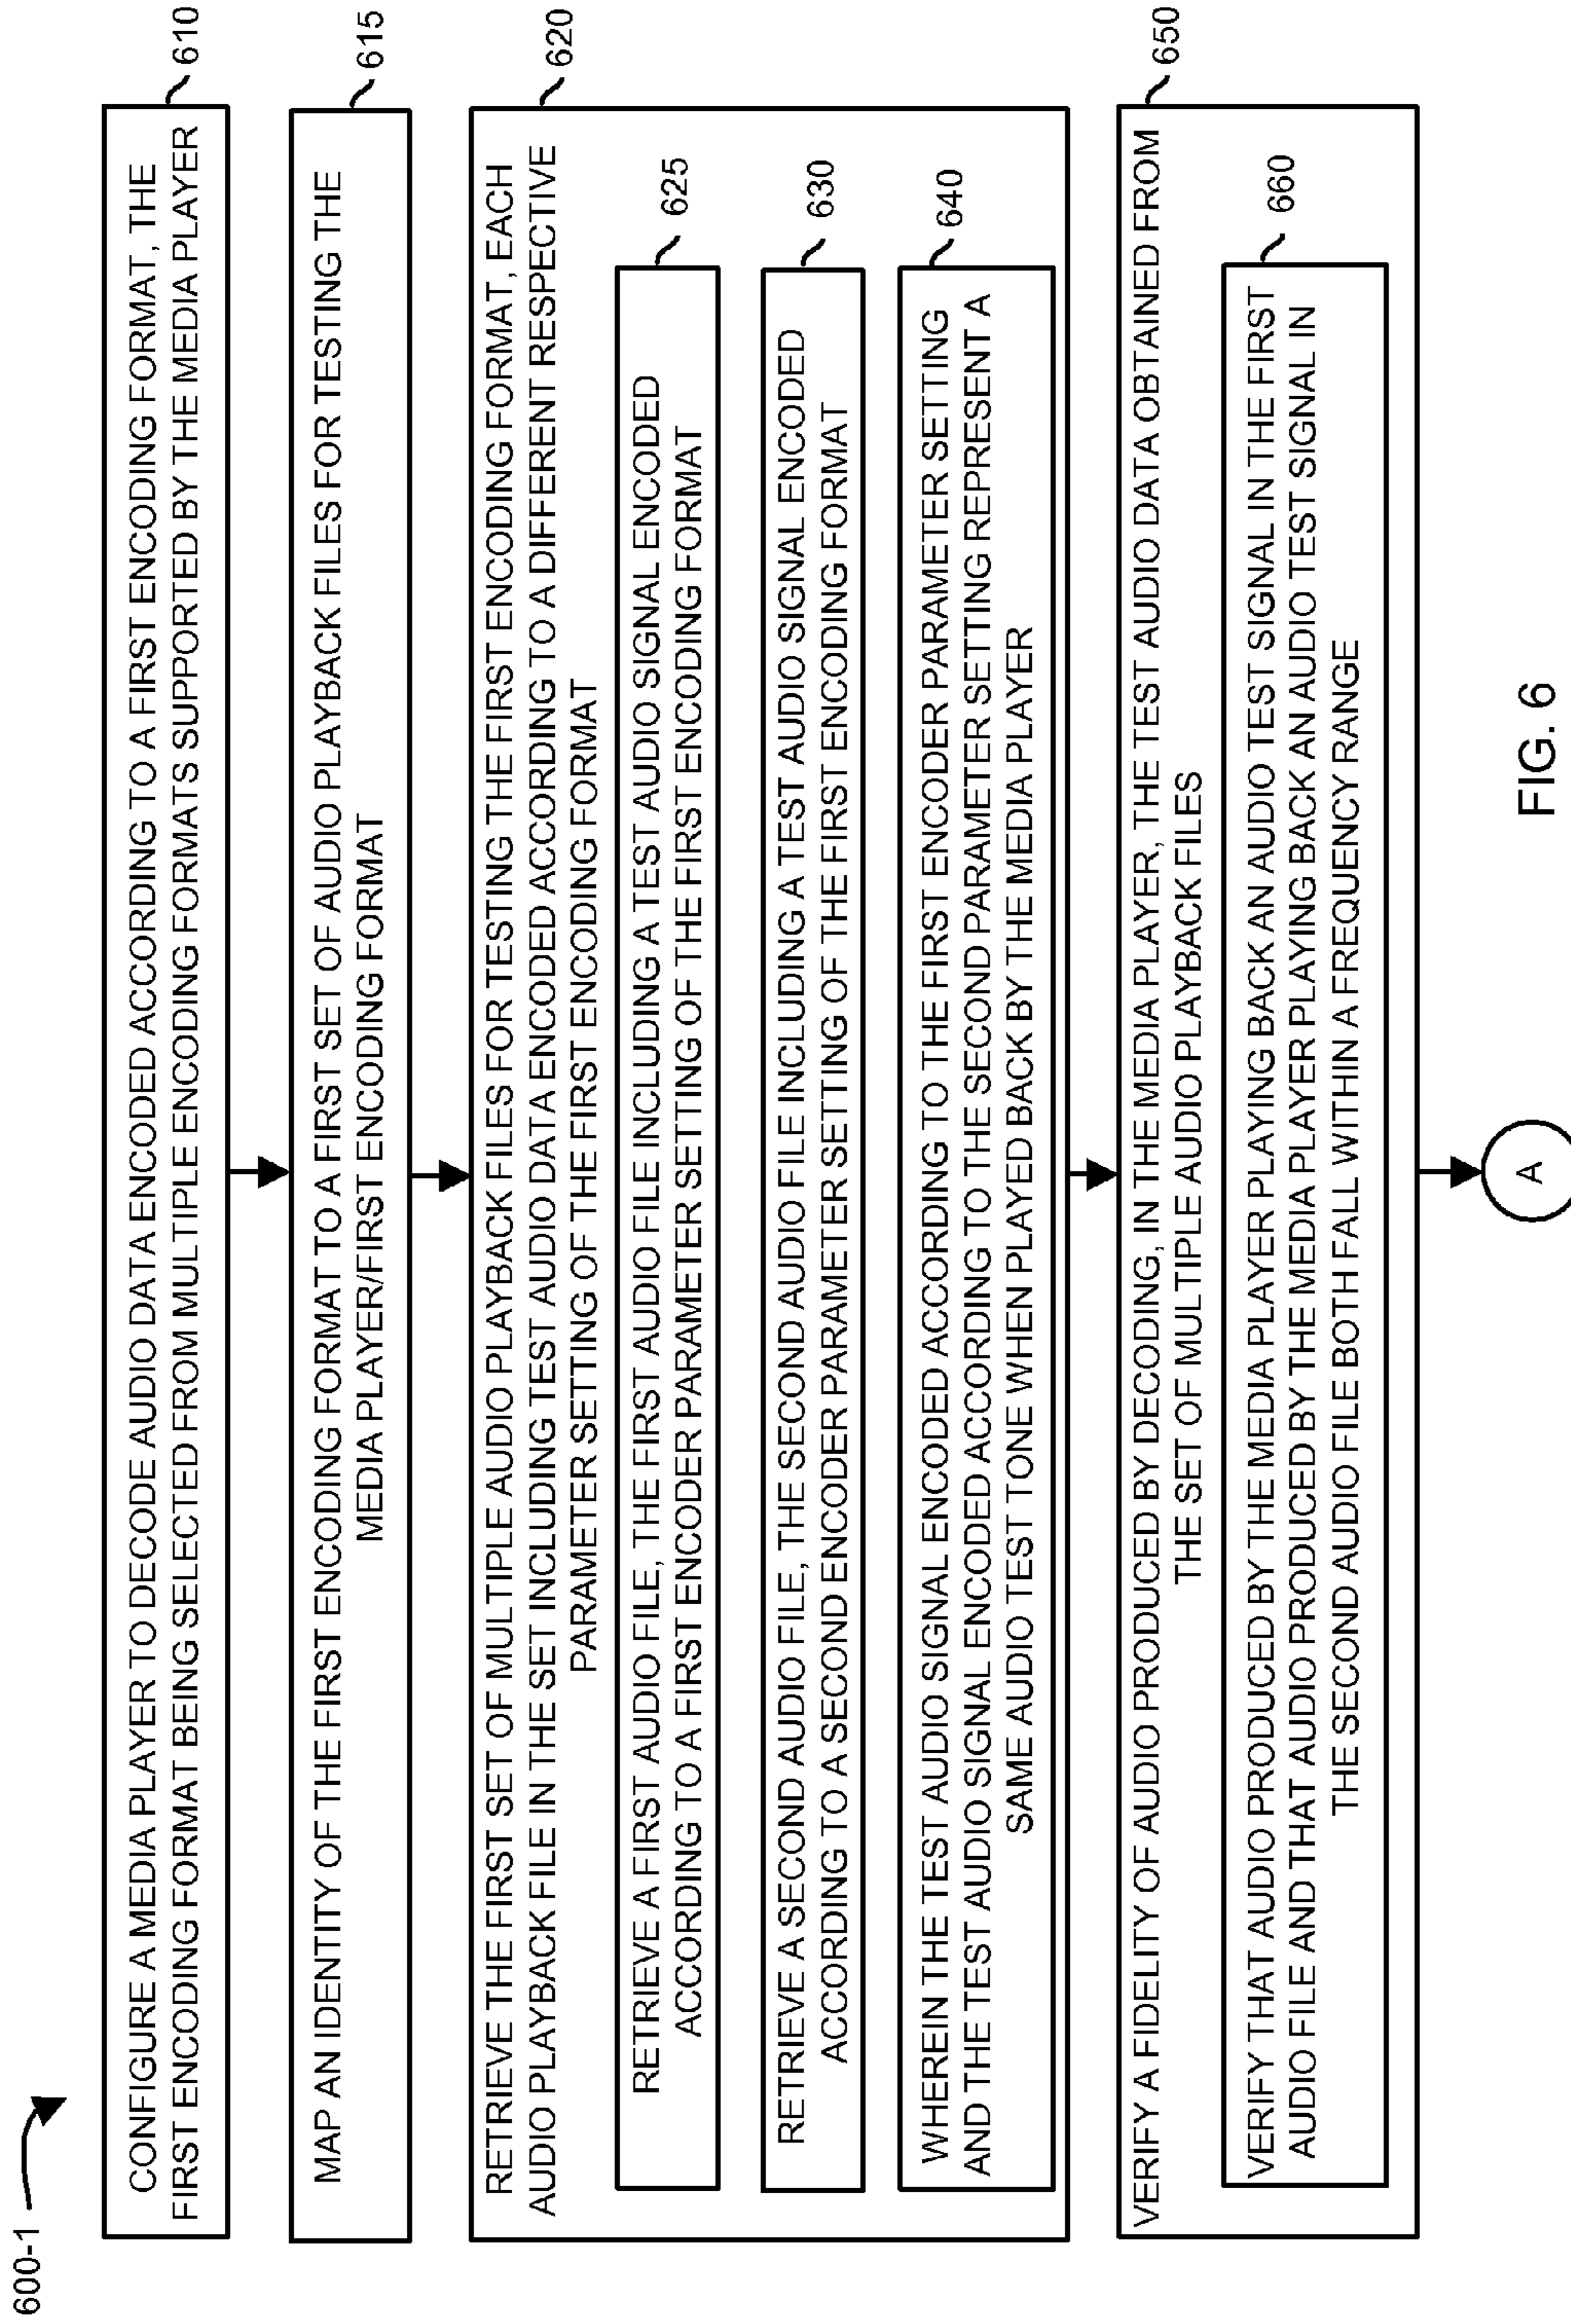 600-1
CONFIGURE A MEDIA PLAYER TO DECODE AUDIO DATA ENCODED ACCORDING TO A FIRST ENCODING FORMAT, THE
FIRST ENCODING FORMAT BEING SELECTED FROM MULTIPLE ENCODING FORMATS SUPPORTED BY THE MEDIA PLAYER
610
MAP AN IDENTITY OF THE FIRST ENCODING FORMAT TO A FIRST SET OF AUDIO PLAYBACK FILES FOR TESTING THE
MEDIA PLAYER/FIRST ENCODING FORMAT
615
RETRIEVE THE FIRST SET OF MULTIPLE AUDIO PLAYBACK FILES FOR TESTING THE FIRST ENCODING FORMAT, EACH
AUDIO PLAYBACK FILE IN THE SET INCLUDING TEST AUDIO DATA ENCODED ACCORDING TO A DIFFERENT RESPECTIVE
PARAMETER SETTING OF THE FIRST ENCODING FORMAT
620
RETRIEVE A FIRST AUDIO FILE, THE FIRST AUDIO FILE INCLUDING A TEST AUDIO SIGNAL ENCODED
ACCORDING TO A FIRST ENCODER PARAMETER SETTING OF THE FIRST ENCODING FORMAT
625
RETRIEVE A SECOND AUDIO FILE, THE SECOND AUDIO FILE INCLUDING A TEST AUDIO SIGNAL ENCODED
ACCORDING TO A SECOND ENCODER PARAMETER SETTING OF THE FIRST ENCODING FORMAT
630
WHEREIN THE TEST AUDIO SIGNAL ENCODED ACCORDING TO THE FIRST ENCODER PARAMETER SETTING
AND THE TEST AUDIO SIGNAL ENCODED ACCORDING TO THE SECOND PARAMETER SETTING REPRESENT A
SAME AUDIO TEST TONE WHEN PLAYED BACK BY THE MEDIA PLAYER
640
VERIFY A FIDELITY OF AUDIO PRODUCED BY DECODING, IN THE MEDIA PLAYER, THE TEST AUDIO DATA OBTAINED FROM
THE SET OF MULTIPLE AUDIO PLAYBACK FILES
650
VERIFY THAT AUDIO PRODUCED BY THE MEDIA PLAYER PLAYING BACK AN AUDIO TEST SIGNAL IN THE FIRST
AUDIO FILE AND THAT AUDIO PRODUCED BY THE MEDIA PLAYER PLAYING BACK AN AUDIO TEST SIGNAL IN
THE SECOND AUDIO FILE BOTH FALL WITHIN A FREQUENCY RANGE
660
A
FIG. 6